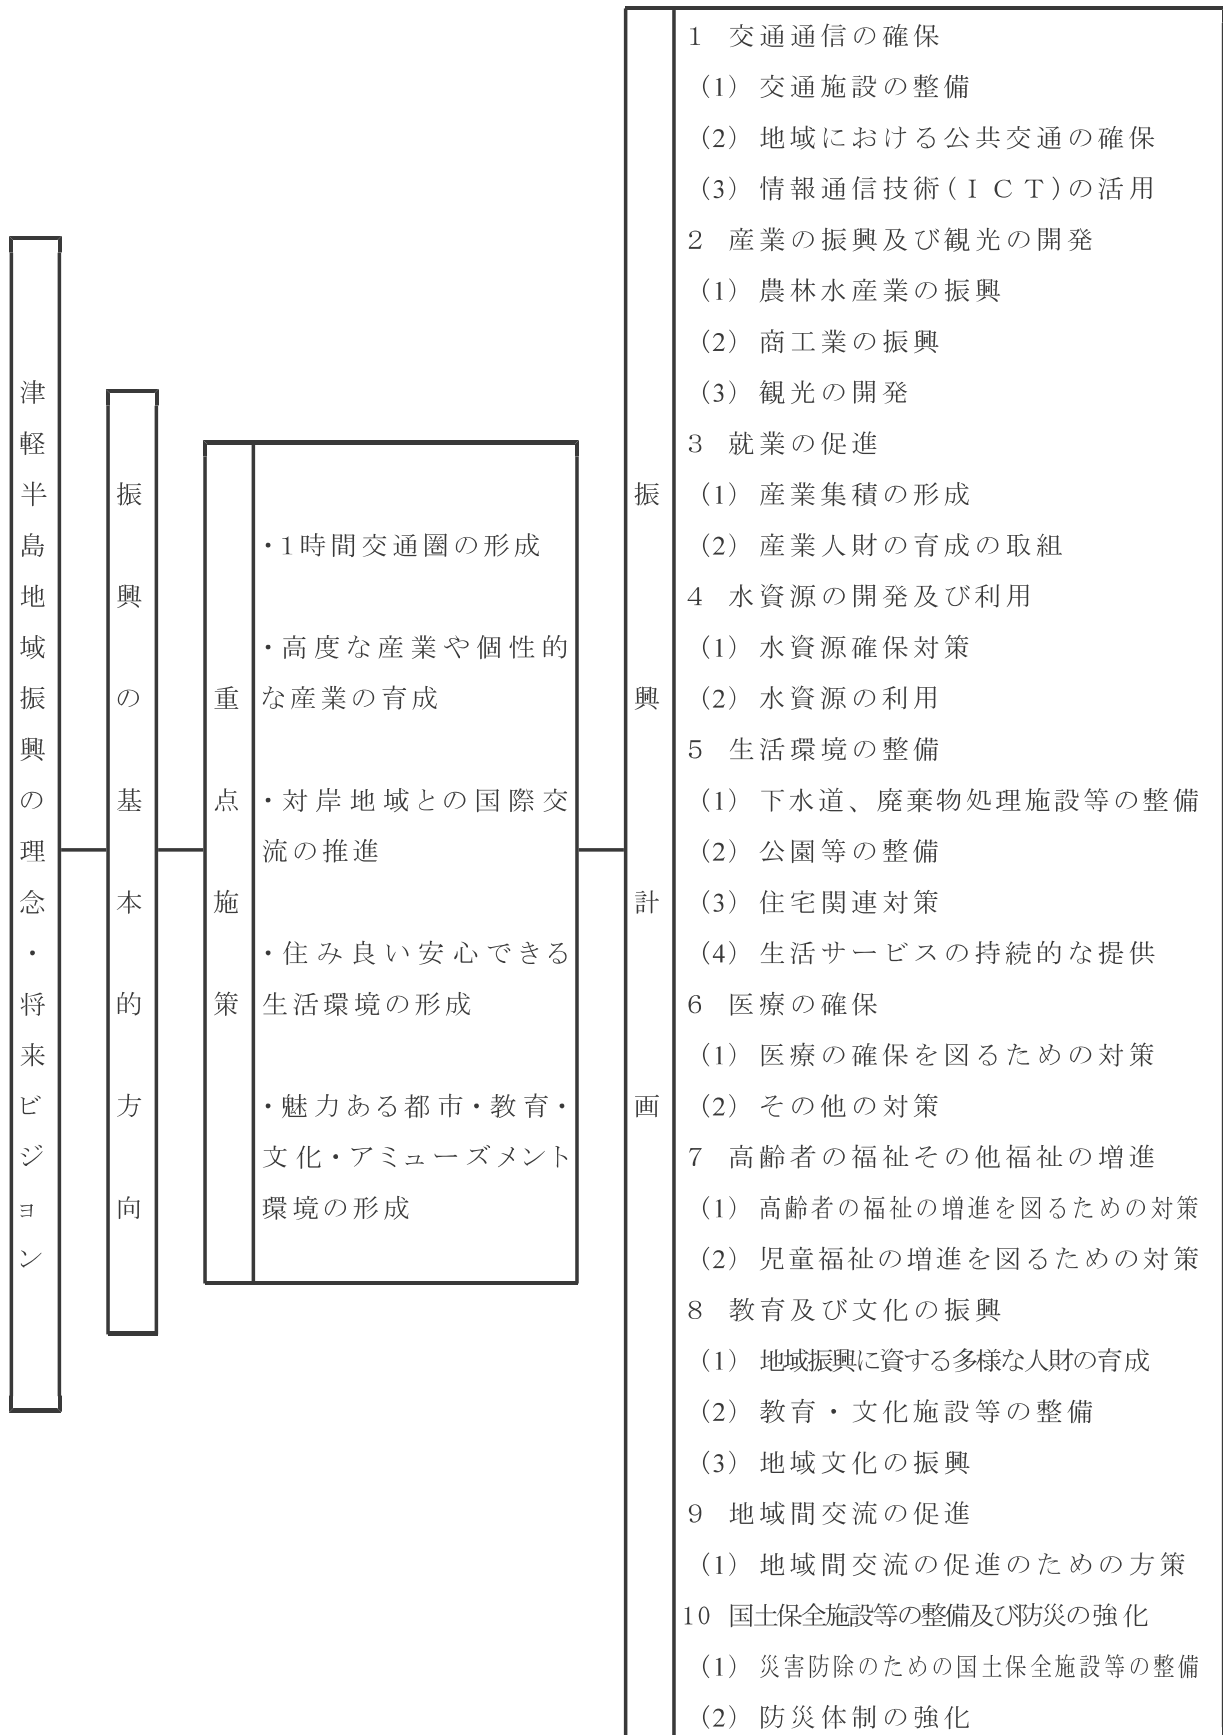 津軽半島地域振興の理念・将来ビジョン
振興の基本的方向
重点施策
・1時間交通圏の形成
・高度な産業や個性的
な産業の育成
・対岸地域との国際交
流の推進
・住み良い安心できる
生活環境の形成
・魅力ある都市・教育・
文化・アミューズメント
環境の形成
振興計画
1 交通通信の確保
(1) 交通施設の整備
(2) 地域における公共交通の確保
(3) 情報通信技術(ＩＣＴ)の活用
2 産業の振興及び観光の開発
(1) 農林水産業の振興
(2) 商工業の振興
(3) 観光の開発
3 就業の促進
(1) 産業集積の形成
(2) 産業人財の育成の取組
4 水資源の開発及び利用
(1) 水資源確保対策
(2) 水資源の利用
5 生活環境の整備
(1) 下水道、廃棄物処理施設等の整備
(2) 公園等の整備
(3) 住宅関連対策
(4) 生活サービスの持続的な提供
6 医療の確保
(1) 医療の確保を図るための対策
(2) その他の対策
7 高齢者の福祉その他福祉の増進
(1) 高齢者の福祉の増進を図るための対策
(2) 児童福祉の増進を図るための対策
8 教育及び文化の振興
(1) 地域振興に資する多様な人財の育成
(2) 教育・文化施設等の整備
(3) 地域文化の振興
9 地域間交流の促進
(1) 地域間交流の促進のための方策
10 国土保全施設等の整備及び防災の強化
(1) 災害防除のための国土保全施設等の整備
(2) 防災体制の強化